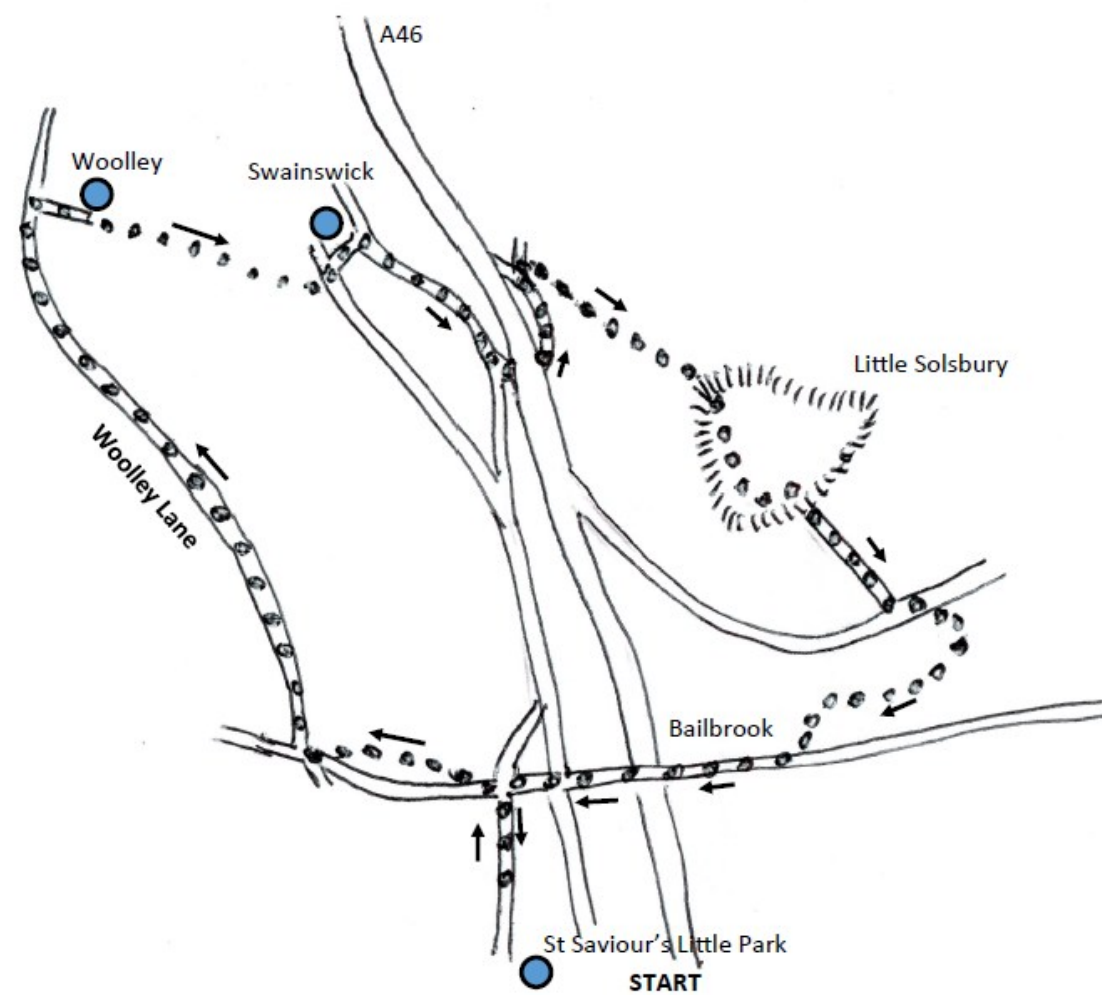 A46
Woolley
Swainswick
Little Solsbury
Woolley Lane
Bailbrook
St Saviour's Little Park
START